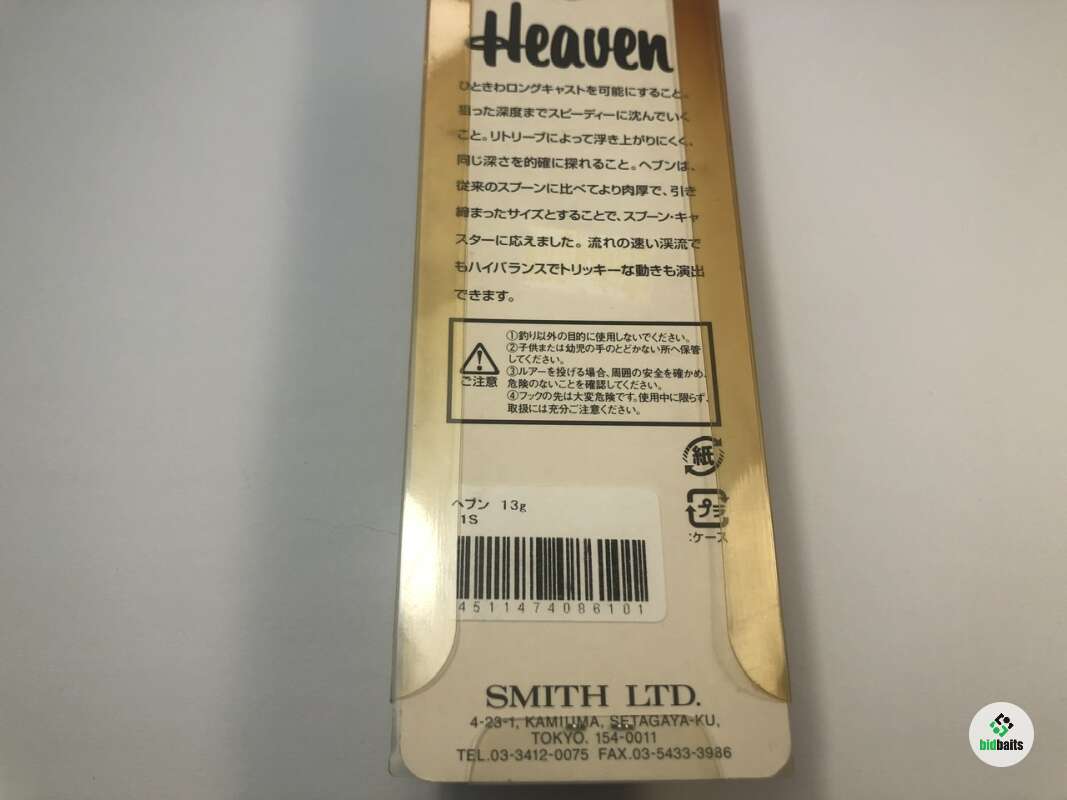 Heaven
ひときわロングキャストを可能にすること。
狙った深度までスピーディーに沈んでいく
こと。リトリーブによって浮き上がりにくく、
同じ深さを的確に探れること。ヘブンは、
従来のスプーンに比べてより肉厚で、引き
締まったサイズとすることで、スプーン・キャ
スターに応えました。流れの速い渓流で
もハイバランスでトリッキーな動きも演出
できます。
ご注意
①釣り以外の目的に使用しないでください。
②子供または幼児の手のとどかない所へ保管
してください。
③ルアーを投げる場合、周囲の安全を確かめ、
危険のないことを確認してください。
④フックの先は大変危険です。使用中に限らず、
取扱には充分ご注意ください。
紙
プラ
:ケース
ヘブン 13g
1S
4511474086101
SMITH LTD.
4-23-1, KAMIUMA, SETAGAYA-KU,
TOKYO. 154-0011
TEL.03-3412-0075 FAX.03-5433-3986
bidbaits